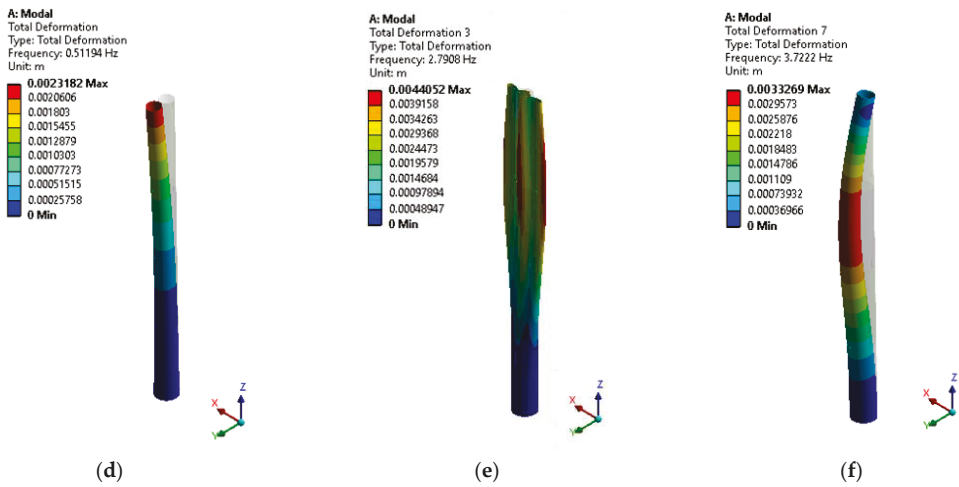 A: Modal
Total Deformation
Type: Total Deformation
Frequency: 0.51194 Hz
Unit: m
0.0023182 Max
0.0020606
0.001803
0.0015455
0.0012879
0.0010303
0.00077273
0.00051515
0.00025758
0 Min
Z
X
Y
(d)
A: Modal
Total Deformation 3
Type: Total Deformation
Frequency: 2.7908 Hz
Unit: m
0.0044052 Max
0.0039158
0.0034263
0.0029368
0.0024473
0.0019579
0.0014684
0.00097894
0.00048947
0 Min
Z
X
Y
(e)
A: Modal
Total Deformation 7
Type: Total Deformation
Frequency: 3.7222 Hz
Unit: m
0.0033269 Max
0.0029573
0.0025876
0.002218
0.0018483
0.0014786
0.001109
0.00073932
0.00036966
0 Min
Z
X
Y
(f)